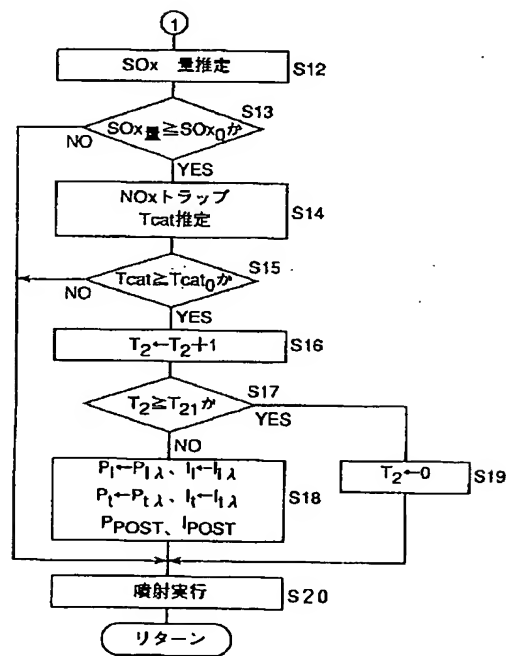 1
SOx 量推定 S12
S13
SOx量≧SOx0か
NO
YES
NOxトラップ
Tcat推定 S14
S15
Tcat≧Tcat0か
NO
YES
T2←T2+1 S16
S17
T2≧T21か
YES
NO
Pl←Plλ、Il←Ilλ
Pt←Ptλ、It←Itλ
PPOST、IPOST
S18
T2←0 S19
噴射実行 S20
リターン